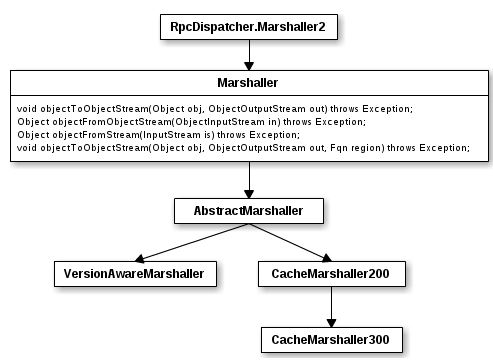 RpcDispatcher.Marshaller2
Marshaller
void objectToObjectStream(Object obj, ObjectOutputStream out) throws Exception;
Object objectFromObjectStream(ObjectInputStream in) throws Exception;
Object objectFromStream(InputStream is) throws Exception;
void objectToObjectStream(Object obj, ObjectOutputStream out, Fqn region) throws Exception;
AbstractMarshaller
VersionAwareMarshaller
CacheMarshaller200
CacheMarshaller300